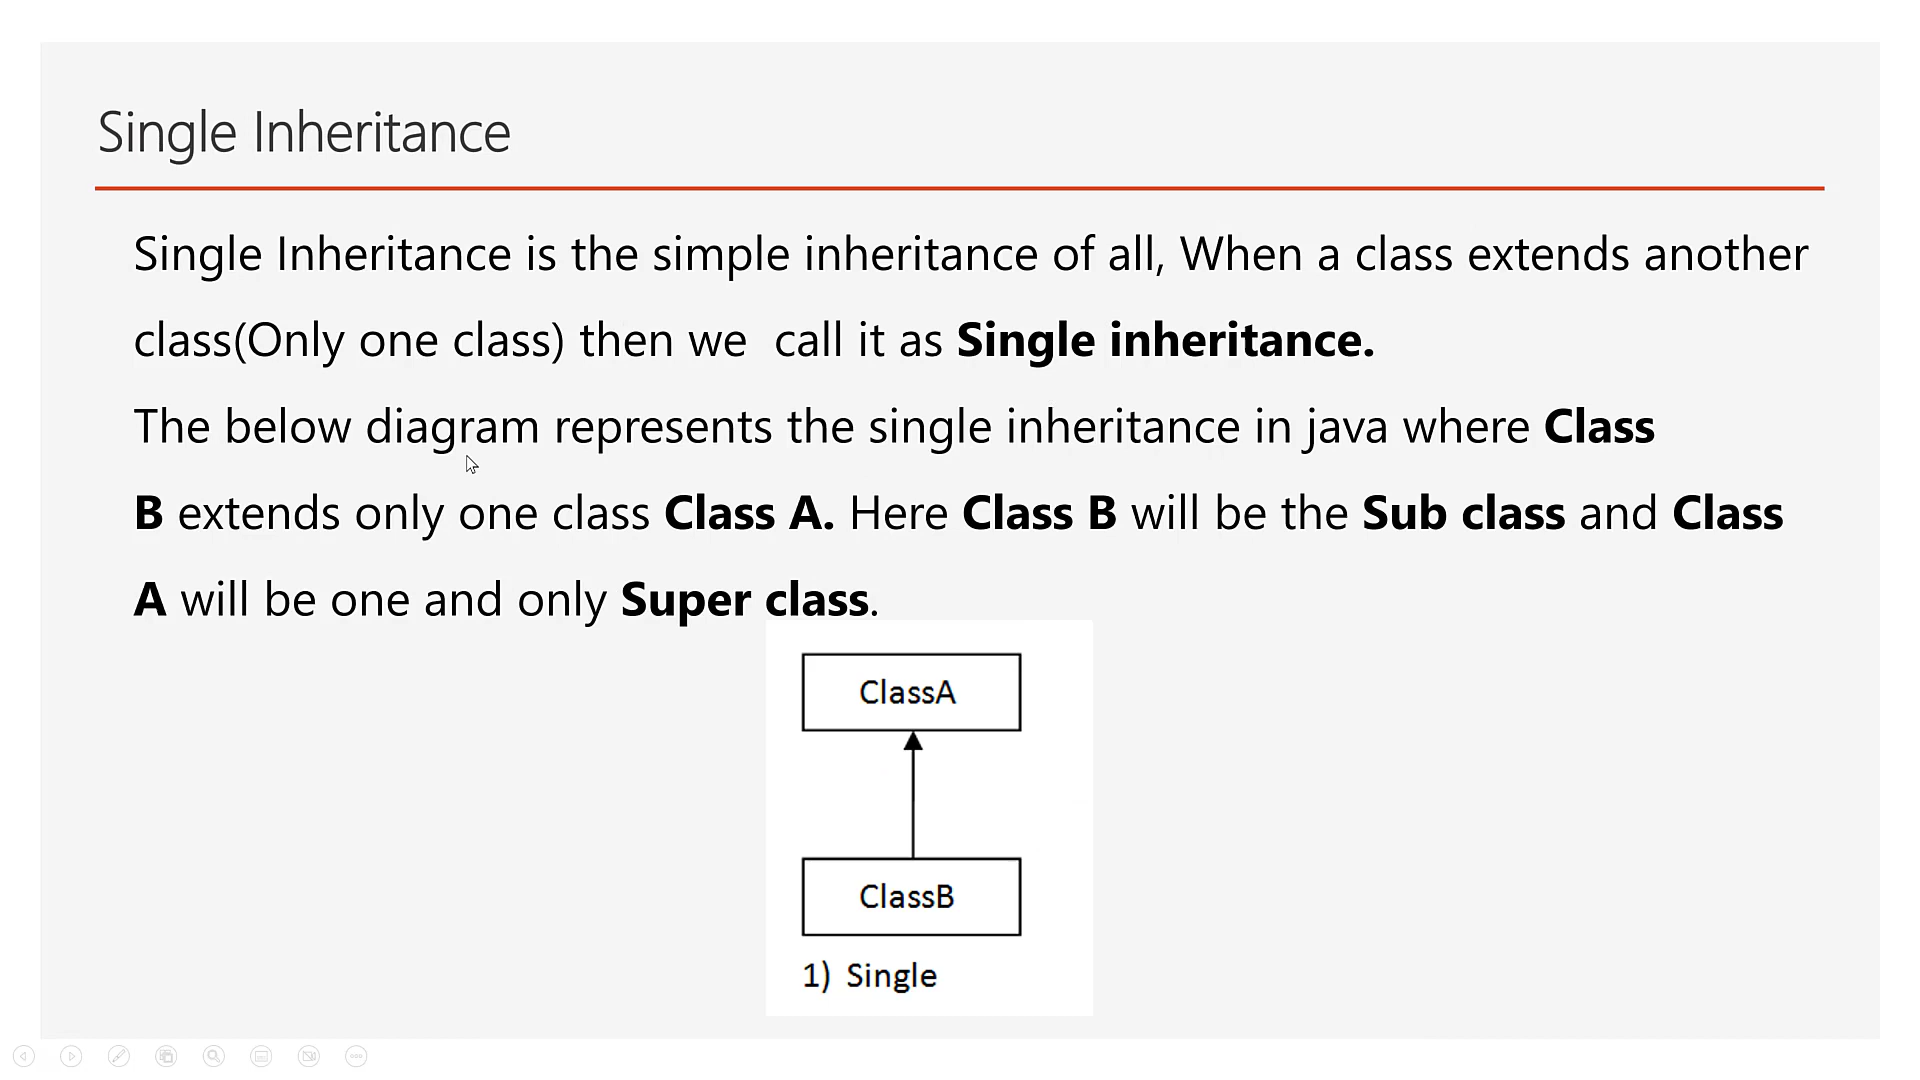 Single Inheritance
Single Inheritance is the simple inheritance of all, When a class extends another
class(Only one class) then we  call it as Single inheritance.
The below diagram represents the single inheritance in java where Class
B extends only one class Class A. Here Class B will be the Sub class and Class
A will be one and only Super class.
ClassA
ClassB
1) Single